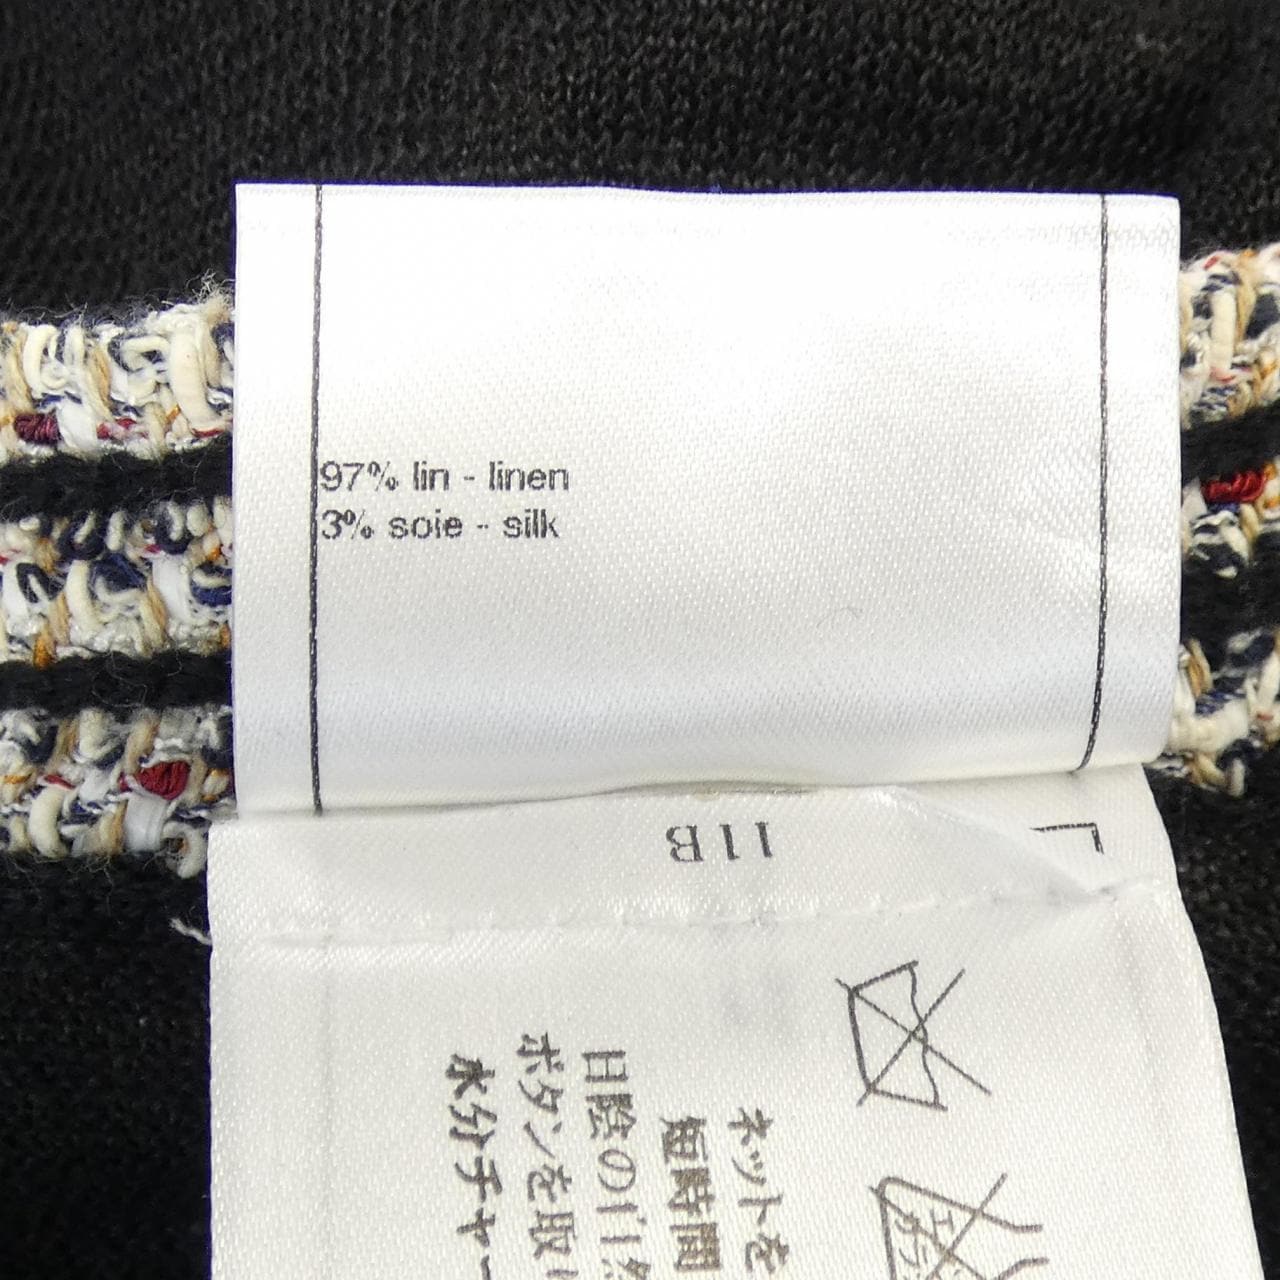 97% lin - linen
3% soie - silk
11B
ネットを
短時間
日陰の
ボタンを取
水分チャー